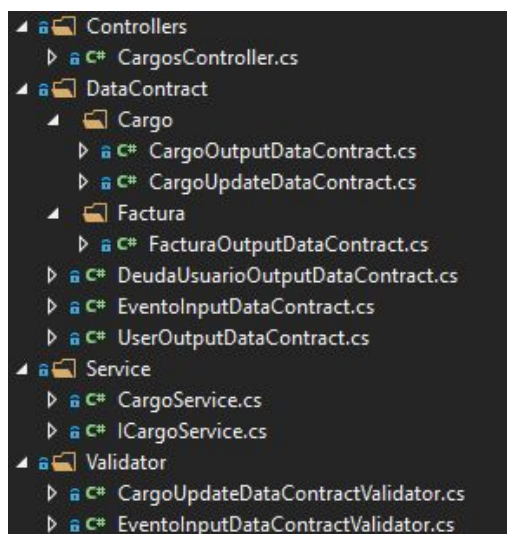 Controllers
C# CargosController.cs
DataContract
Cargo
C# CargoOutputDataContract.cs
C# CargoUpdateDataContract.cs
Factura
C# FacturaOutputDataContract.cs
C# DeudaUsuarioOutputDataContract.cs
C# EventoInputDataContract.cs
C# UserOutputDataContract.cs
Service
C# CargoService.cs
C# ICargoService.cs
Validator
C# CargoUpdateDataContractValidator.cs
C# EventoInputDataContractValidator.cs